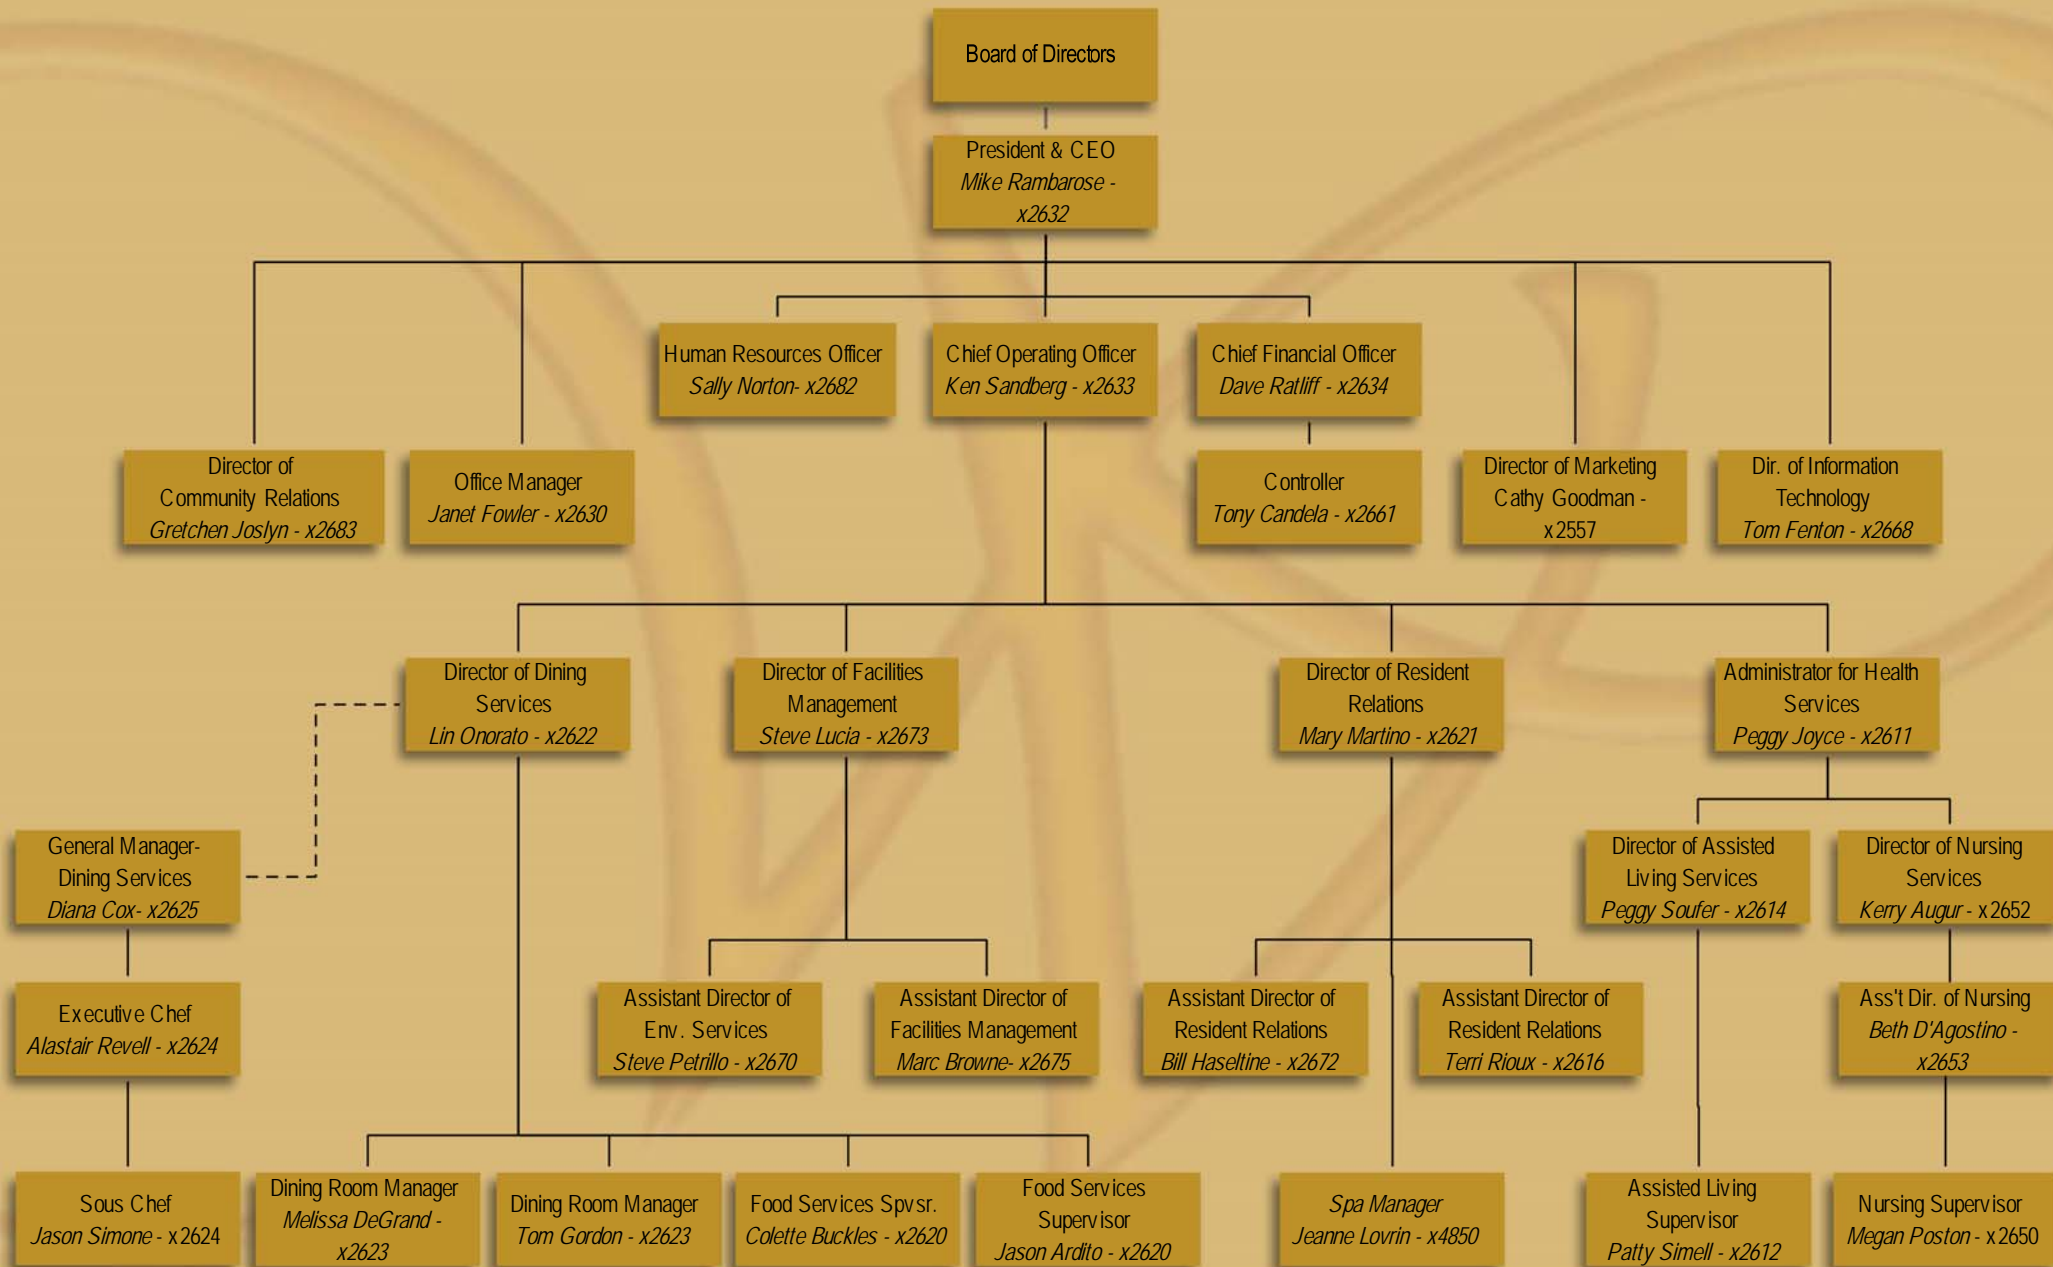 Board of Directors
President & CEO
Mike Rambarose -
x2632
Human Resources Officer
Sally Norton- x2682
Chief Operating Officer
Ken Sandberg - x2633
Chief Financial Officer
Dave Ratliff - x2634
Director of
Community Relations
Gretchen Joslyn - x2683
Office Manager
Janet Fowler - x2630
Controller
Tony Candela - x2661
Director of Marketing
Cathy Goodman -
x2557
Dir. of Information
Technology
Tom Fenton - x2668
Director of Dining
Services
Lin Onorato - x2622
Director of Facilities
Management
Steve Lucia - x2673
Director of Resident
Relations
Mary Martino - x2621
Administrator for Health
Services
Peggy Joyce - x2611
General Manager-
Dining Services
Diana Cox- x2625
Director of Assisted
Living Services
Peggy Soufer - x2614
Director of Nursing
Services
Kerry Augur - x2652
Executive Chef
Alastair Revell - x2624
Assistant Director of
Env. Services
Steve Petrillo - x2670
Assistant Director of
Facilities Management
Marc Browne- x2675
Assistant Director of
Resident Relations
Bill Haseltine - x2672
Assistant Director of
Resident Relations
Terri Rioux - x2616
Ass't Dir. of Nursing
Beth D'Agostino -
x2653
Sous Chef
Jason Simone - x2624
Dining Room Manager
Melissa DeGrand -
x2623
Dining Room Manager
Tom Gordon - x2623
Food Services Spvsr.
Colette Buckles - x2620
Food Services
Supervisor
Jason Ardito - x2620
Spa Manager
Jeanne Lovrin - x4850
Assisted Living
Supervisor
Patty Simell - x2612
Nursing Supervisor
Megan Poston - x2650